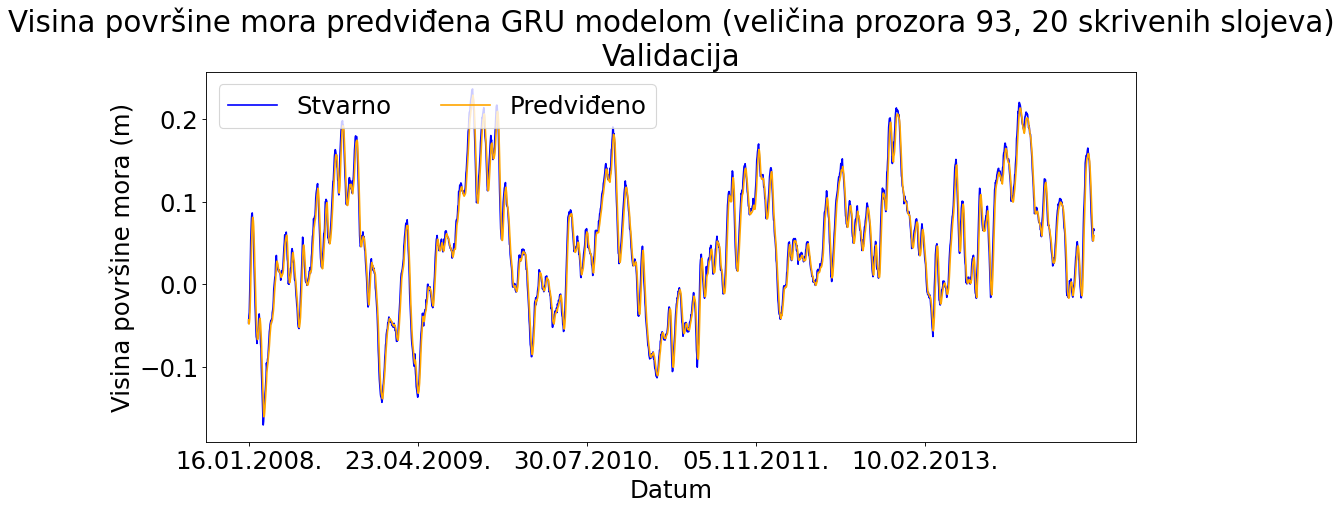 Visina površine mora predviđena GRU modelom (veličina prozora 93, 20 skrivenih slojeva)
Validacija
Stvarno Predviđeno
Visina površine mora (m)
0.2
0.1
0.0
−0.1
16.01.2008. 23.04.2009. 30.07.2010. 05.11.2011. 10.02.2013.
Datum